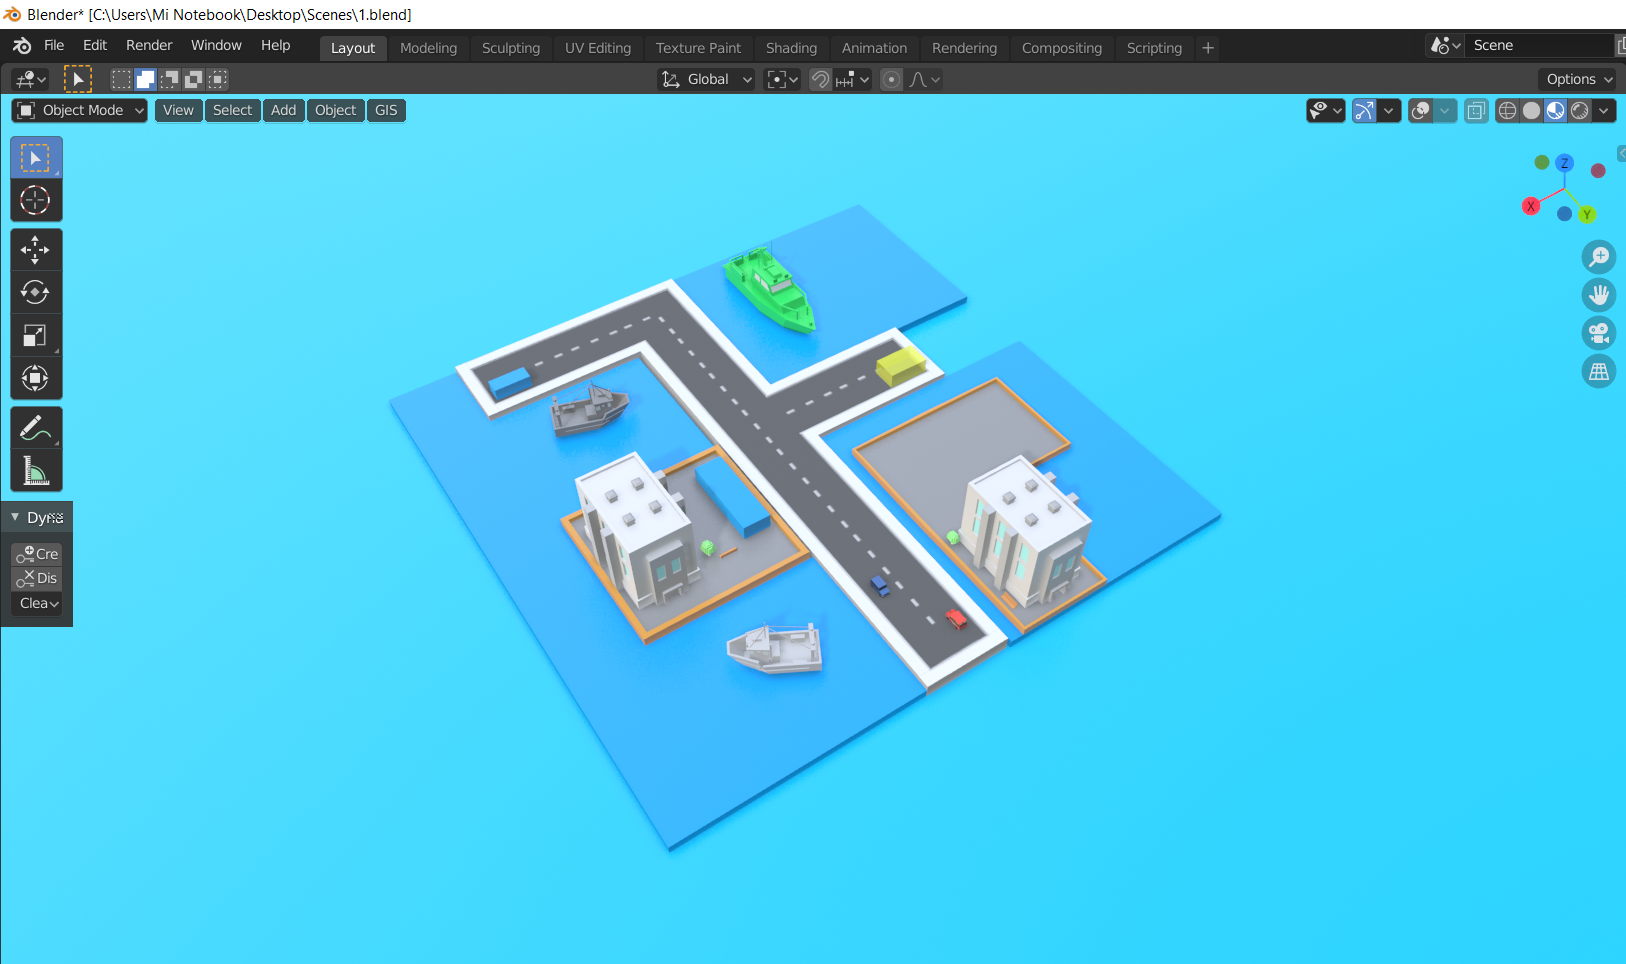 Blender* [C:\Users\Mi Notebook\Desktop\Scenes\1.blend]
File Edit Render Window Help Layout Modeling Sculpting UV Editing Texture Paint Shading Animation Rendering Compositing Scripting + Scene
Global Options
Object Mode View Select Add Object GIS
Z
X Y
Dyna
Cre
Dis
Clea